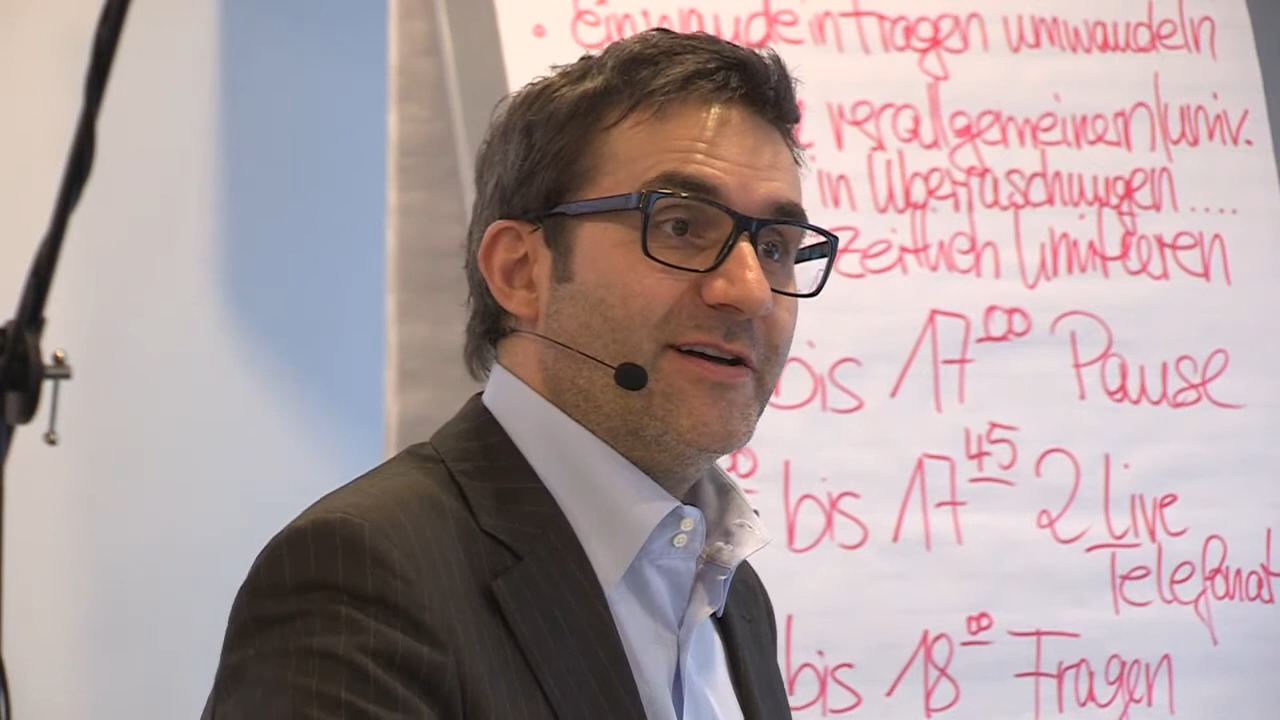 • Einwände in Fragen umwandeln
verallgemeinern/univ.
in Überraschungen ....
zeitlich limitieren
bis 17⁰⁰ Pause
⁰⁰ bis 17⁴⁵ 2 Live
Telefonat
bis 18⁰⁰ Fragen